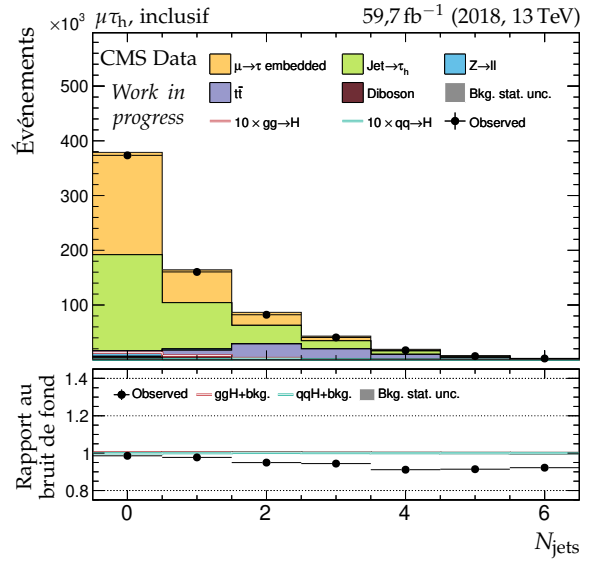 μτh, inclusif 59,7 fb⁻¹ (2018, 13 TeV)
×10³
CMS Data
Work in
progress
μ→τ embedded Jet→τh Z→ll
tt̄ Diboson Bkg. stat. unc.
10 × gg→H 10 × qq→H Observed
Événements
500
400
300
200
100
Rapport au
bruit de fond
Observed ggH+bkg. qqH+bkg. Bkg. stat. unc.
1.4
1.2
1
0.8
0 2 4 6
Njets